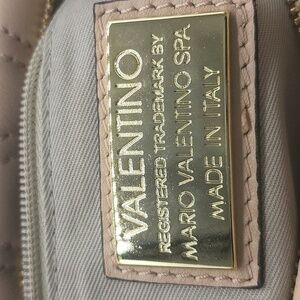 VALENTINO
REGISTERED TRADEMARK BY
MARIO VALENTINO SPA
MADE IN ITALY